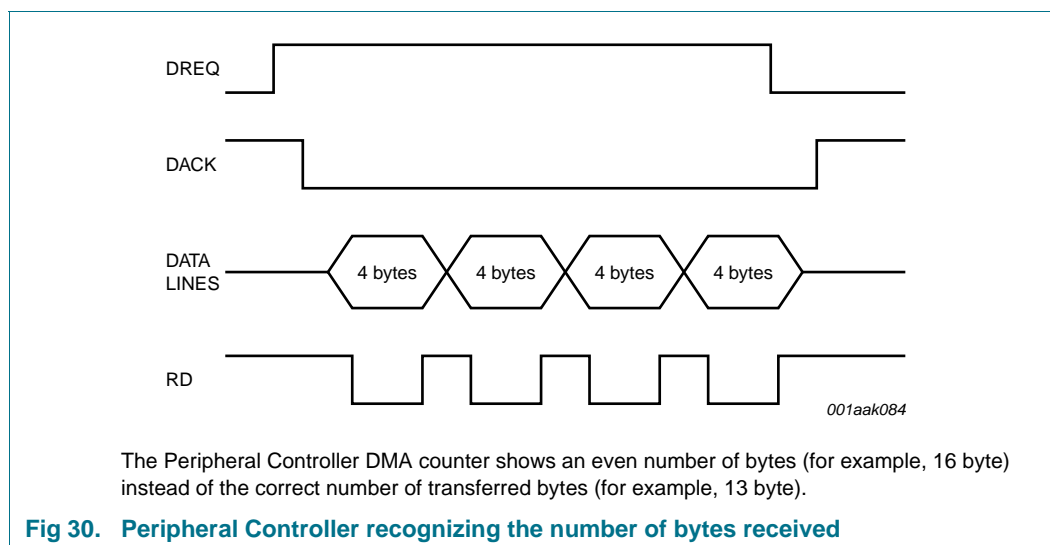 DREQ
DACK
DATA
LINES
4 bytes 4 bytes 4 bytes 4 bytes
RD
001aak084
The Peripheral Controller DMA counter shows an even number of bytes (for example, 16 byte)
instead of the correct number of transferred bytes (for example, 13 byte).
Fig 30. Peripheral Controller recognizing the number of bytes received